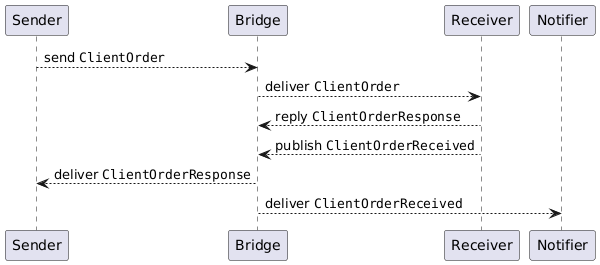 Sender Bridge Receiver Notifier
send ClientOrder
deliver ClientOrder
reply ClientOrderResponse
publish ClientOrderReceived
deliver ClientOrderResponse
deliver ClientOrderReceived
Sender Bridge Receiver Notifier